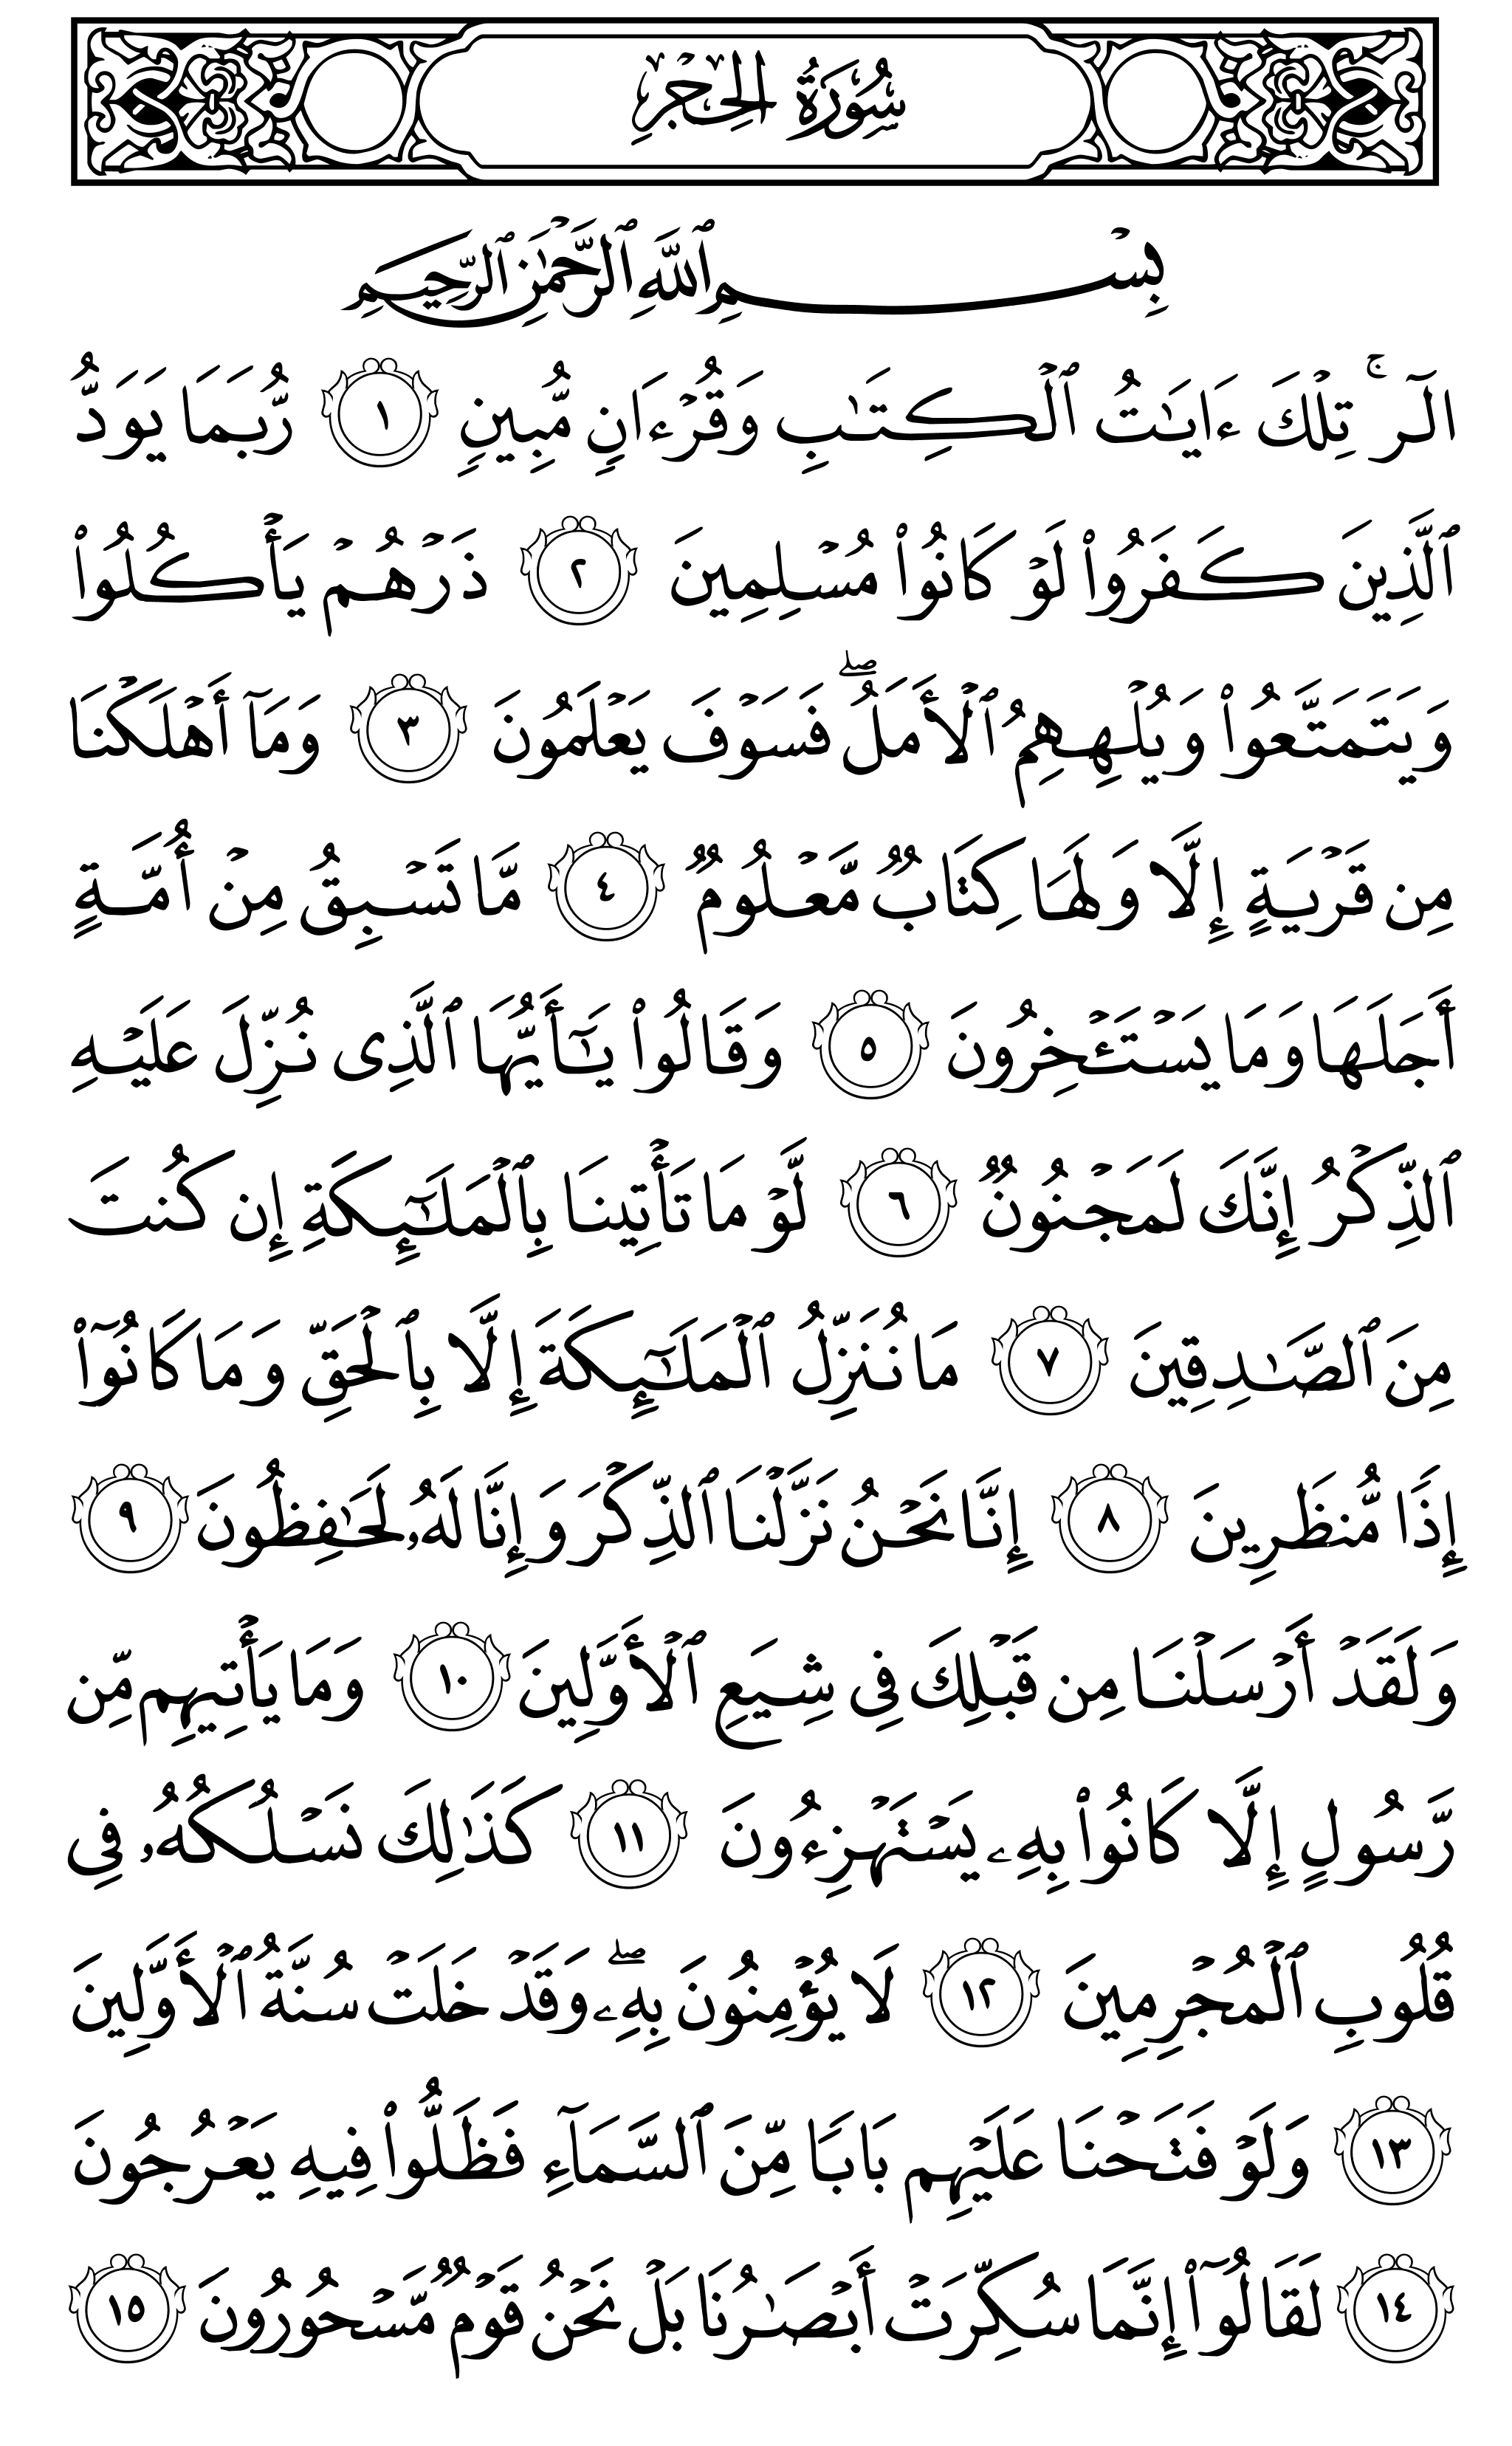 سُورَةُ الحِجۡرِ
بِسۡمِ ٱللَّهِ ٱلرَّحۡمَٰنِ ٱلرَّحِيمِ
الٓرۚ تِلۡكَ ءَايَٰتُ ٱلۡكِتَٰبِ وَقُرۡءَانٖ مُّبِينٖ ١ رُّبَمَا يَوَدُّ
ٱلَّذِينَ كَفَرُواْ لَوۡ كَانُواْ مُسۡلِمِينَ ٢ ذَرۡهُمۡ يَأۡكُلُواْ
وَيَتَمَتَّعُواْ وَيُلۡهِهِمُ ٱلۡأَمَلُۖ فَسَوۡفَ يَعۡلَمُونَ ٣ وَمَآ أَهۡلَكۡنَا
مِن قَرۡيَةٍ إِلَّا وَلَهَا كِتَابٞ مَّعۡلُومٞ ٤ مَّا تَسۡبِقُ مِنۡ أُمَّةٍ
أَجَلَهَا وَمَا يَسۡتَـٔۡخِرُونَ ٥ وَقَالُواْ يَٰٓأَيُّهَا ٱلَّذِي نُزِّلَ عَلَيۡهِ
ٱلذِّكۡرُ إِنَّكَ لَمَجۡنُونٞ ٦ لَّوۡ مَا تَأۡتِينَا بِٱلۡمَلَٰٓئِكَةِ إِن كُنتَ
مِنَ ٱلصَّٰدِقِينَ ٧ مَا نُنَزِّلُ ٱلۡمَلَٰٓئِكَةَ إِلَّا بِٱلۡحَقِّ وَمَا كَانُوٓاْ
إِذٗا مُّنظَرِينَ ٨ إِنَّا نَحۡنُ نَزَّلۡنَا ٱلذِّكۡرَ وَإِنَّا لَهُۥ لَحَٰفِظُونَ ٩
وَلَقَدۡ أَرۡسَلۡنَا مِن قَبۡلِكَ فِي شِيَعِ ٱلۡأَوَّلِينَ ١٠ وَمَا يَأۡتِيهِم مِّن
رَّسُولٍ إِلَّا كَانُواْ بِهِۦ يَسۡتَهۡزِءُونَ ١١ كَذَٰلِكَ نَسۡلُكُهُۥ فِي
قُلُوبِ ٱلۡمُجۡرِمِينَ ١٢ لَا يُؤۡمِنُونَ بِهِۦۖ وَقَدۡ خَلَتۡ سُنَّةُ ٱلۡأَوَّلِينَ
١٣ وَلَوۡ فَتَحۡنَا عَلَيۡهِم بَابٗا مِّنَ ٱلسَّمَآءِ فَظَلُّواْ فِيهِ يَعۡرُجُونَ
١٤ لَقَالُوٓاْ إِنَّمَا سُكِّرَتۡ أَبۡصَٰرُنَا بَلۡ نَحۡنُ قَوۡمٞ مَّسۡحُورُونَ ١٥